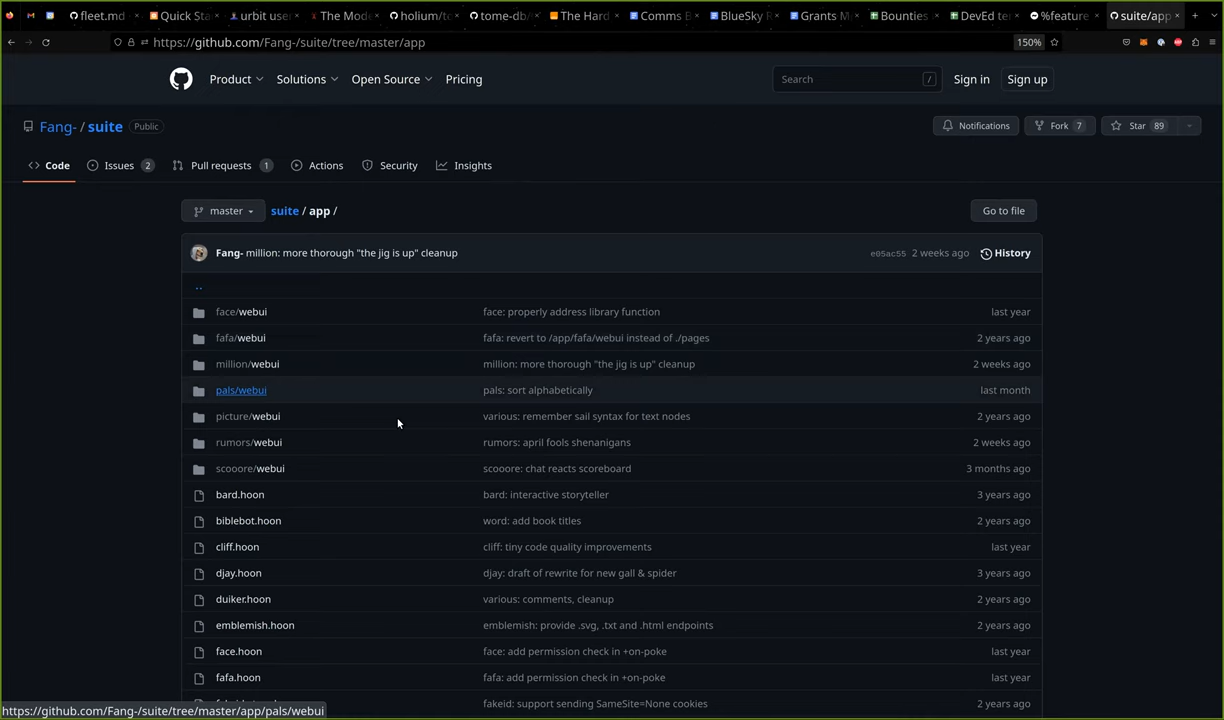 fleet.md
Quick Sta
urbit user
The Mode
holium/to
tome-db/
The Hard
Comms B
BlueSky R
Grants M
Bounties
DevEd te
%feature
suite/app
https://github.com/Fang-/suite/tree/master/app
150%
Product
Solutions
Open Source
Pricing
Search /
Sign in
Sign up
Fang- / suite Public
Notifications
Fork 7
Star 89
Code
Issues 2
Pull requests 1
Actions
Security
Insights
master
suite / app /
Go to file
Fang- million: more thorough "the jig is up" cleanup e05ac55 2 weeks ago History
..
face/webui face: properly address library function last year
fafa/webui fafa: revert to /app/fafa/webui instead of ./pages 2 years ago
million/webui million: more thorough "the jig is up" cleanup 2 weeks ago
pals/webui pals: sort alphabetically last month
picture/webui various: remember sail syntax for text nodes 2 years ago
rumors/webui rumors: april fools shenanigans 2 weeks ago
scooore/webui scooore: chat reacts scoreboard 3 months ago
bard.hoon bard: interactive storyteller 3 years ago
biblebot.hoon word: add book titles 2 years ago
cliff.hoon cliff: tiny code quality improvements last year
djay.hoon djay: draft of rewrite for new gall & spider 3 years ago
duiker.hoon various: comments, cleanup 2 years ago
emblemish.hoon emblemish: provide .svg, .txt and .html endpoints 2 years ago
face.hoon face: add permission check in +on-poke last year
fafa.hoon fafa: add permission check in +on-poke last year
fakeid: support sending SameSite=None cookies 2 years ago
https://github.com/Fang-/suite/tree/master/app/pals/webui